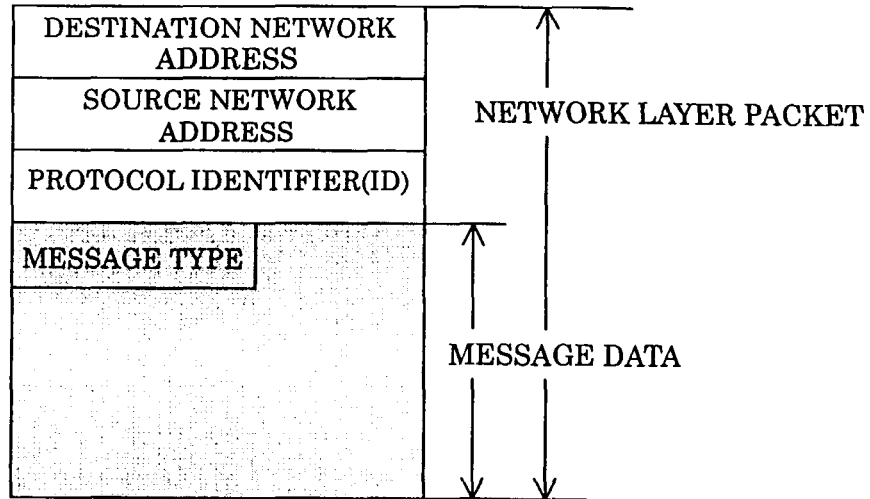 DESTINATION NETWORK
ADDRESS
SOURCE NETWORK
ADDRESS
NETWORK LAYER PACKET
PROTOCOL IDENTIFIER(ID)
MESSAGE TYPE
MESSAGE DATA